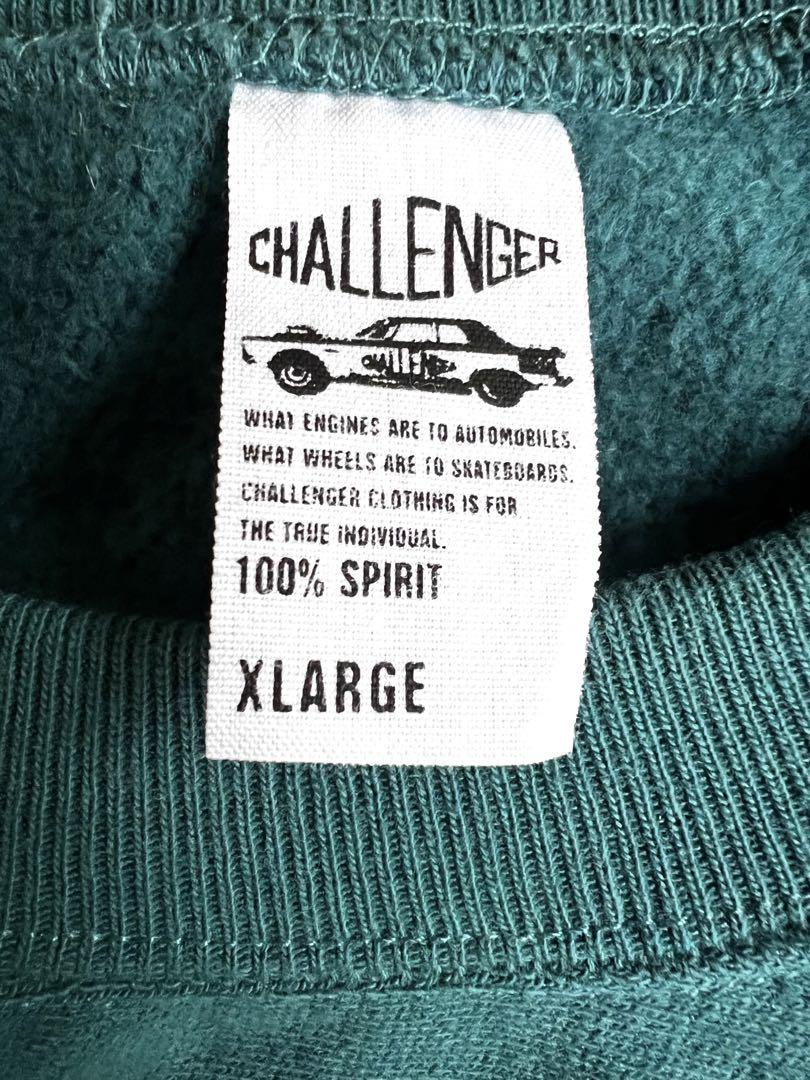 CHALLENGER
CHALLENGER
WHAT ENGINES ARE TO AUTOMOBILES.
WHAT WHEELS ARE TO SKATEBOARDS.
CHALLENGER CLOTHING IS FOR
THE TRUE INDIVIDUAL.
100% SPIRIT
XLARGE